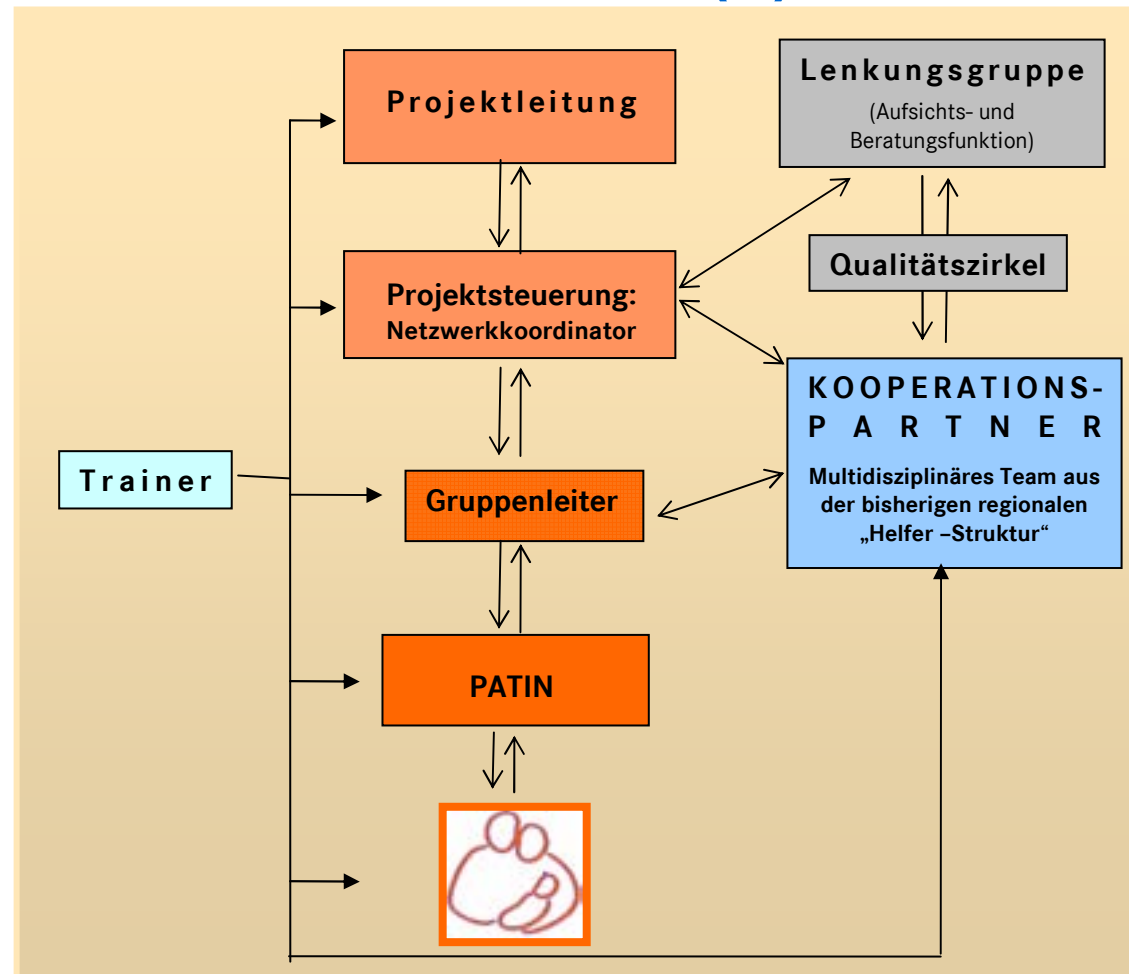 Projektleitung
Lenkungsgruppe
(Aufsichts- und
Beratungsfunktion)
Qualitätszirkel
Projektsteuerung:
Netzwerkkoordinator
KOOPERATIONS-
PARTNER
Multidisziplinäres Team aus
der bisherigen regionalen
„Helfer –Struktur“
Trainer
Gruppenleiter
PATIN